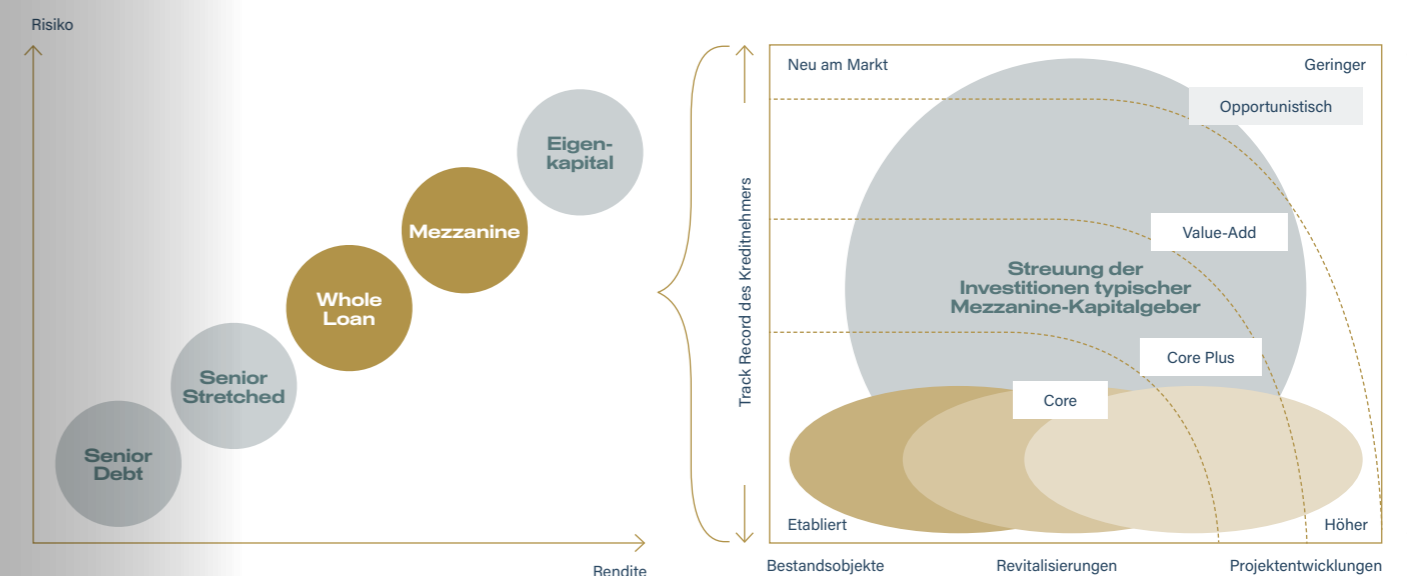 Risiko
Eigen-
kapital
Mezzanine
Whole
Loan
Senior
Stretched
Senior
Debt
Rendite
Track Record des Kreditnehmers
Neu am Markt
Geringer
Opportunistisch
Value-Add
Streuung der
Investitionen typischer
Mezzanine-Kapitalgeber
Core Plus
Core
Etabliert
Höher
Bestandsobjekte
Revitalisierungen
Projektentwicklungen